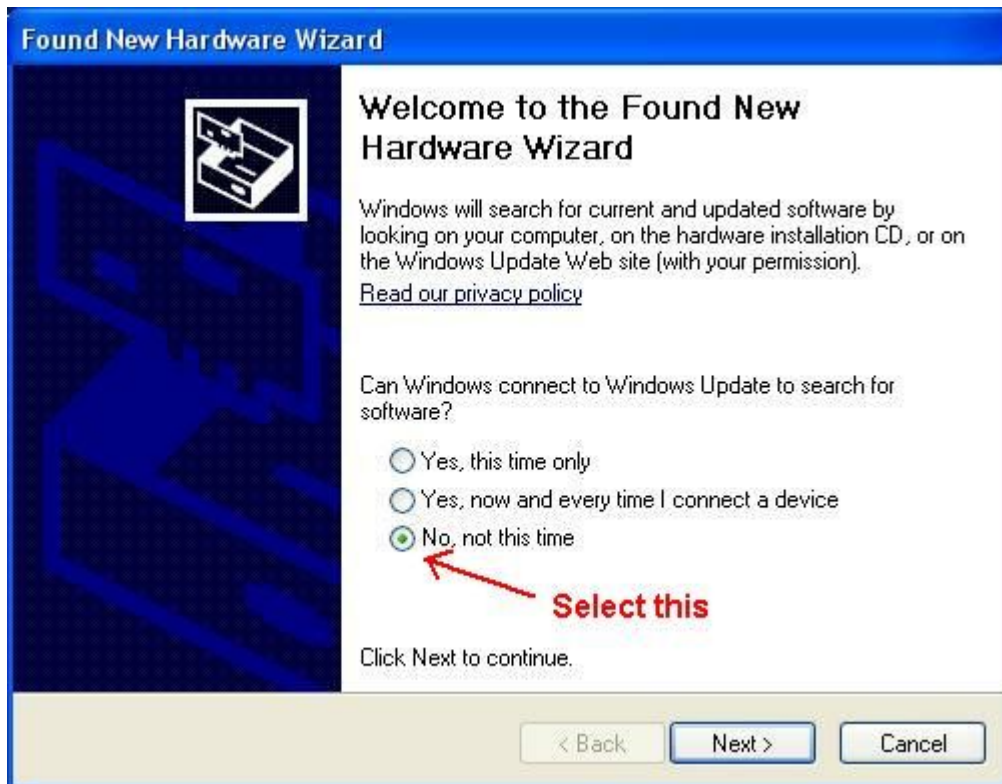 Found New Hardware Wizard
Welcome to the Found New
Hardware Wizard
Windows will search for current and updated software by
looking on your computer, on the hardware installation CD, or on
the Windows Update Web site (with your permission).
Read our privacy policy
Can Windows connect to Windows Update to search for
software?
Yes, this time only
Yes, now and every time I connect a device
No, not this time
Select this
Click Next to continue.
< Back
Next >
Cancel